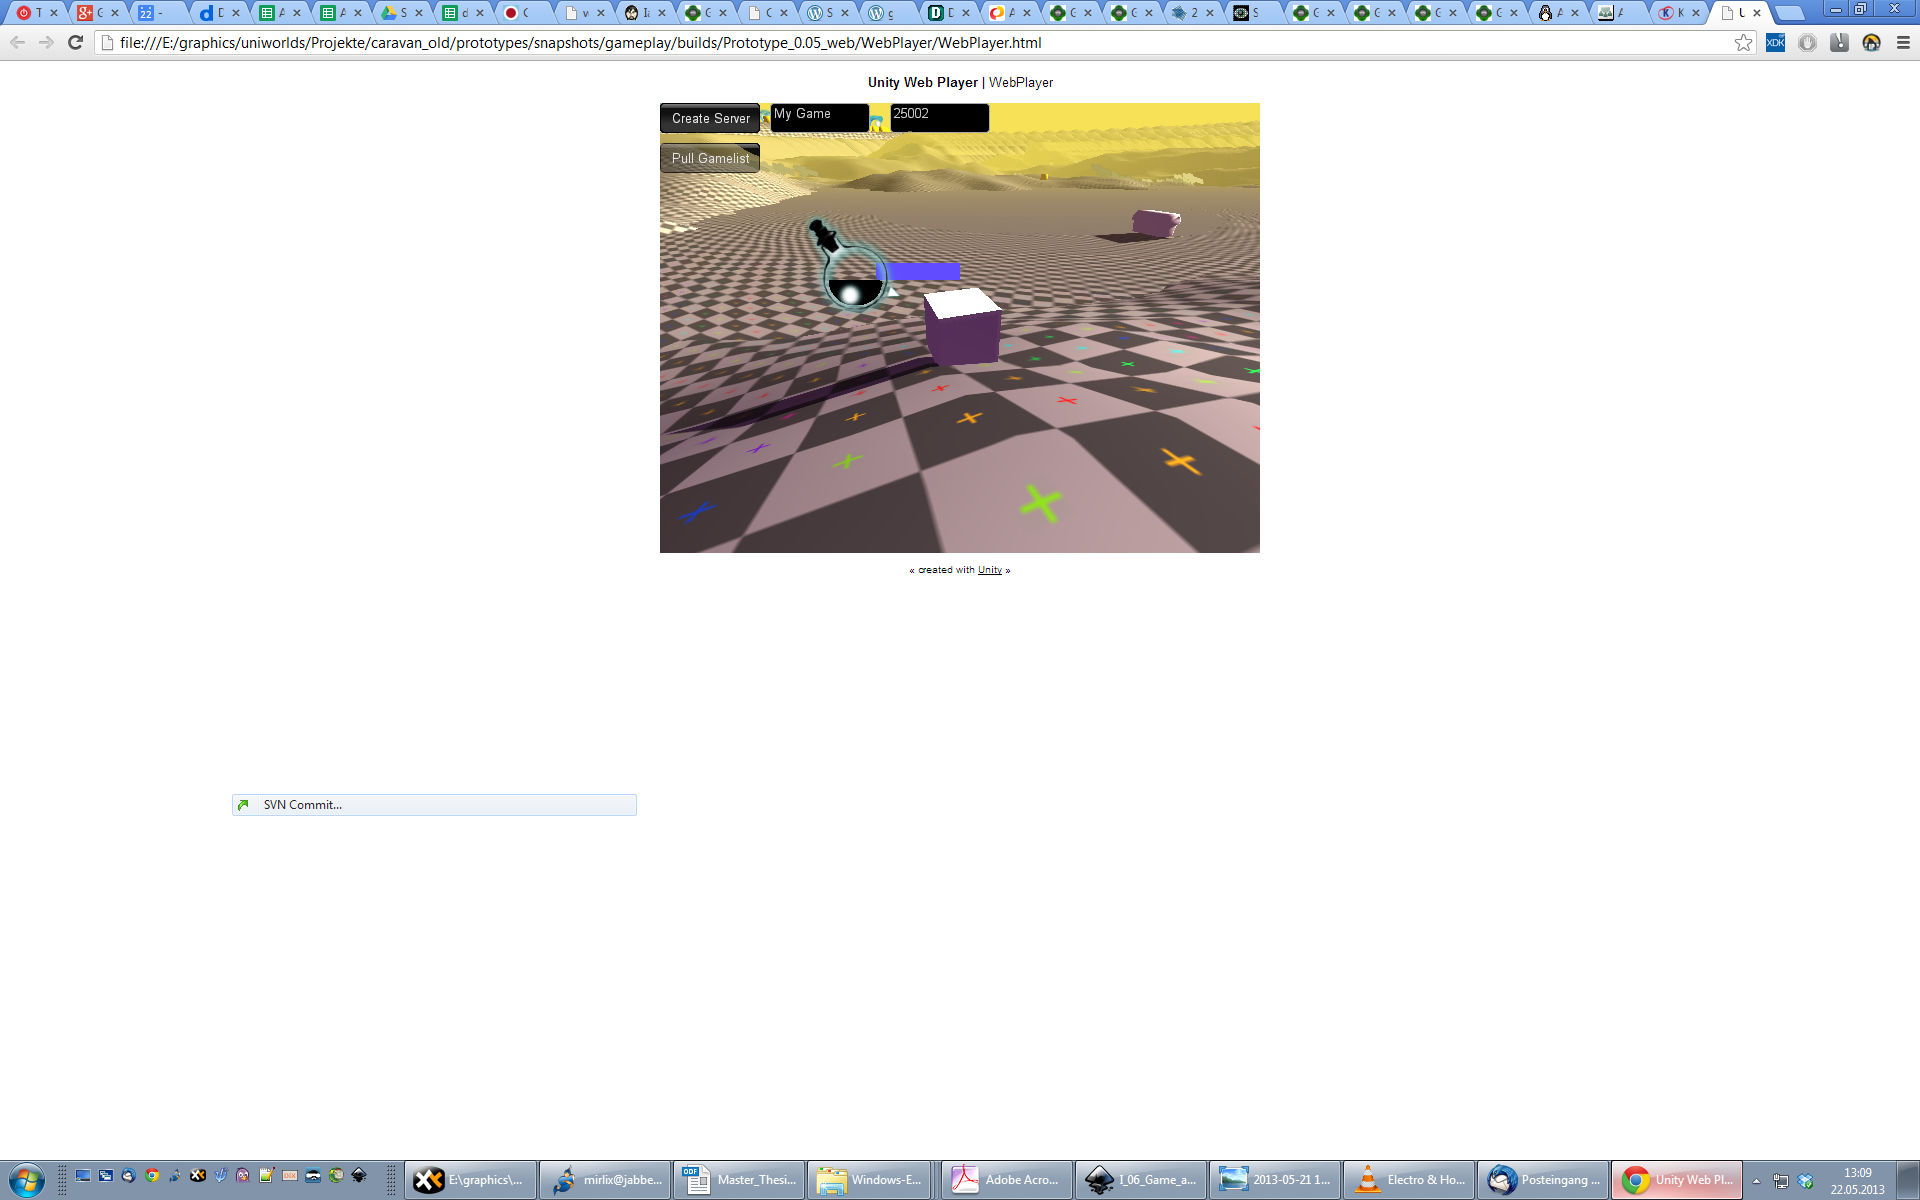 file:///E:/graphics/uniworlds/Projekte/caravan_old/prototypes/snapshots/gameplay/builds/Prototype_0.05_web/WebPlayer/WebPlayer.html
XDK
Unity Web Player | WebPlayer
Create Server
My Game
25002
Pull Gamelist
« created with Unity »
SVN Commit...
E:\graphics\...
mirlix@jabbe...
Master_Thesi...
Windows-E...
Adobe Acro...
I_06_Game_a...
2013-05-21 1...
Electro & Ho...
Posteingang ...
Unity Web Pl...
13:09
22.05.2013